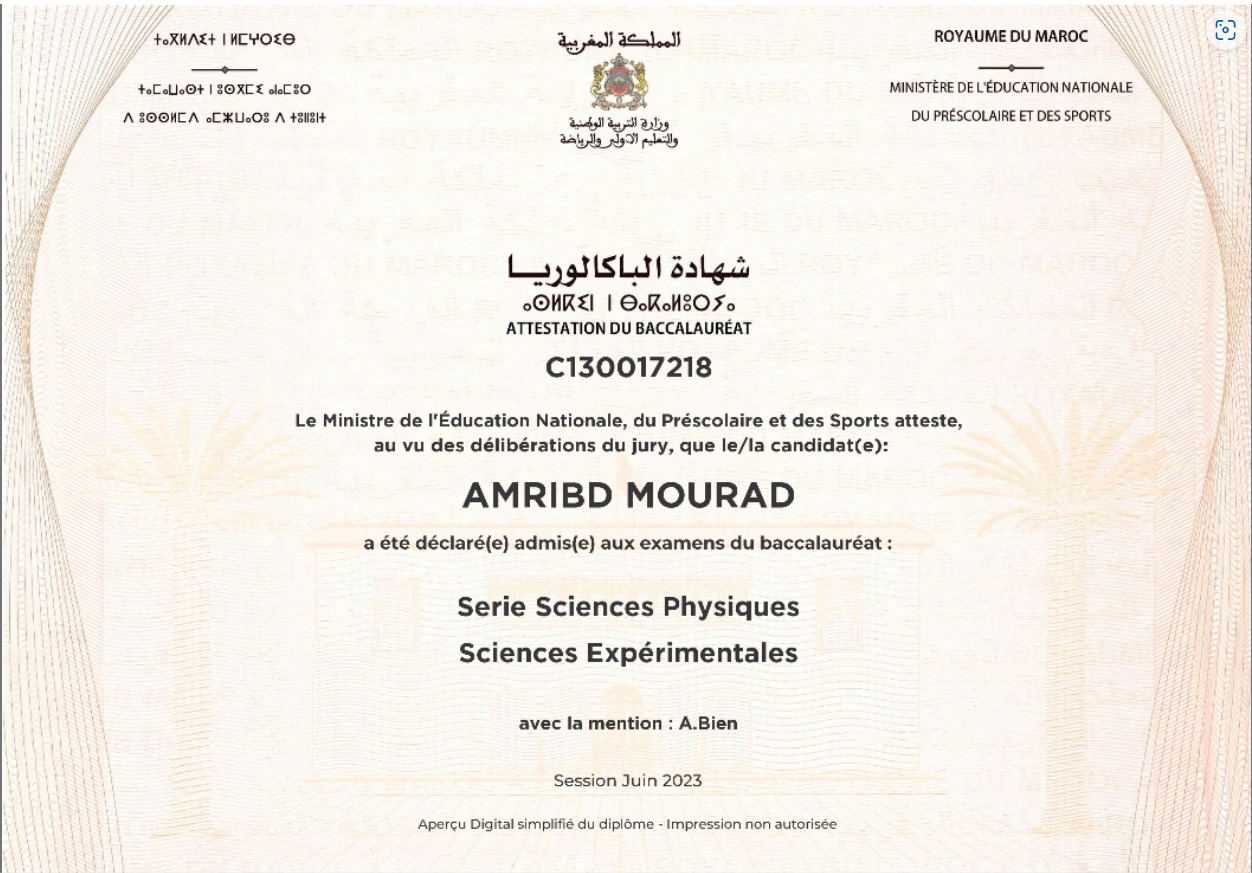 ⵜⴰⴳⵍⴷⵉⵜ ⵏ ⵍⵎⵖⵔⵉⴱ
ⵜⴰⵎⴰⵡⴰⵙⵜ ⵏ ⵓⵙⴳⵎⵉ ⴰⵏⴰⵎⵓⵔ
ⴷ ⵓⵙⵙⵍⵎⴷ ⴰⵎⵣⵡⴰⵔⵓ ⴷ ⵜⵓⵏⵏⵓⵏⵜ
المملكة المغربية
وزارة التربية الوطنية
والتعليم الأولي والرياضة
ROYAUME DU MAROC
MINISTÈRE DE L'ÉDUCATION NATIONALE
DU PRÉSCOLAIRE ET DES SPORTS
شهادة الباكالوريـــا
ⴰⵙⵍⴽⵉⵏ ⵏ ⴱⴰⴽⴰⵍⵓⵔⵢⴰ
ATTESTATION DU BACCALAURÉAT
C130017218
Le Ministre de l'Éducation Nationale, du Préscolaire et des Sports atteste,
au vu des délibérations du jury, que le/la candidat(e):
AMRIBD MOURAD
a été déclaré(e) admis(e) aux examens du baccalauréat :
Serie Sciences Physiques
Sciences Expérimentales
avec la mention : A.Bien
Session Juin 2023
Aperçu Digital simplifié du diplôme - Impression non autorisée